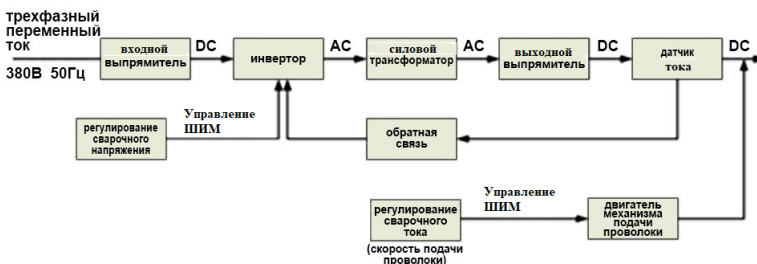 трехфазный
переменный
ток
380В 50Гц
входной
выпрямитель
DC
инвертор
AC
силовой
трансформатор
AC
выходной
выпрямитель
DC
датчик
тока
DC
регулирование
сварочного
напряжения
Управление
ШИМ
обратная
связь
регулирование
сварочного
тока
(скорость подачи
проволоки)
Управление
ШИМ
двигатель
механизма
подачи
проволоки